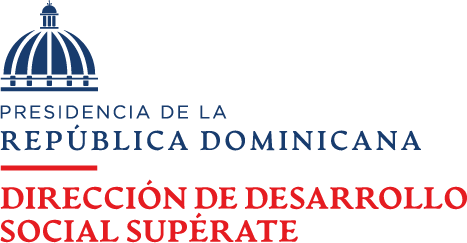 PRESIDENCIA DE LA
REPÚBLICA DOMINICANA
DIRECCIÓN DE DESARROLLO
SOCIAL SUPÉRATE